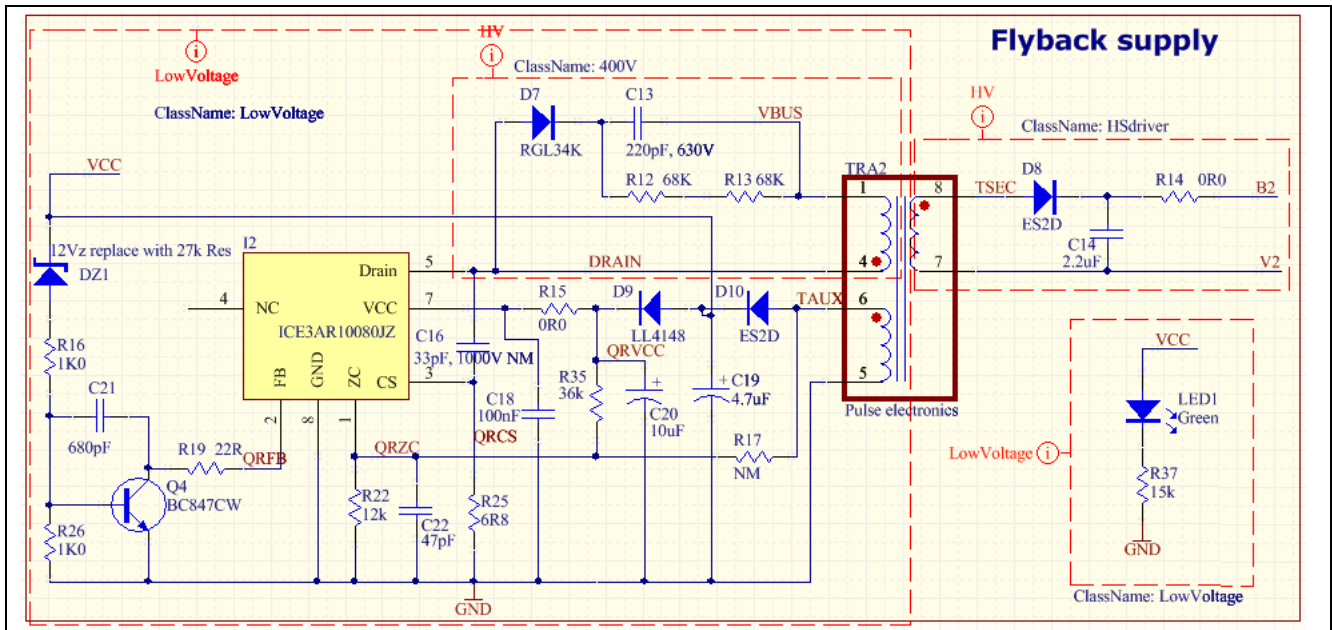 Flyback supply
HV
i
LowVoltage
ClassName: LowVoltage
i
ClassName: 400V
D7
RGL34K
C13
220pF, 630V
VBUS
R12 68K
R13 68K
HV
i
ClassName: HSdriver
TRA2
1
8
4
7
6
5
Pulse electronics
TSEC
D8
ES2D
C14
2.2uF
R14 0R0
B2
V2
VCC
12Vz replace with 27k Res
DZ1
I2
Drain
5
DRAIN
4
NC
VCC
7
ICE3AR10080JZ
FB
GND
ZC
CS
3
2
8
1
C16
33pF, 1000V NM
R15
0R0
D9
LL4148
D10
ES2D
TAUX
QRVCC
R35
36k
C20
10uF
C19
4.7uF
C18
100nF
QRCS
R16
1K0
C21
680pF
R19 22R
QRFB
QRZC
R17
NM
Q4
BC847CW
R22
12k
C22
47pF
R25
6R8
R26
1K0
GND
VCC
LED1
Green
LowVoltage
i
R37
15k
GND
ClassName: LowVoltage